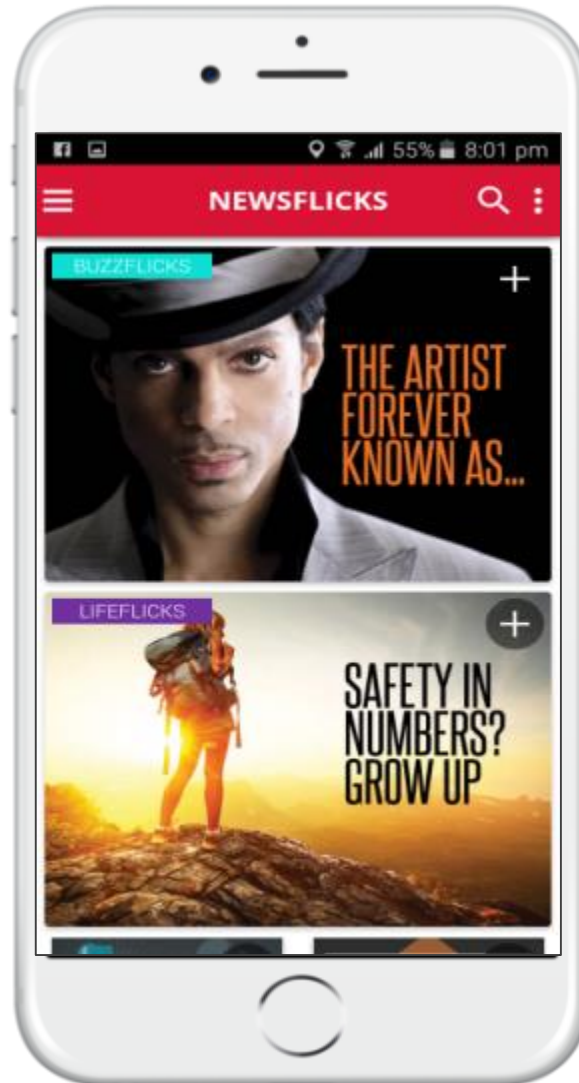 55% 8:01 pm
NEWSFLICKS
BUZZFLICKS
THE ARTIST
FOREVER
KNOWN AS...
LIFEFLICKS
SAFETY IN
NUMBERS?
GROW UP